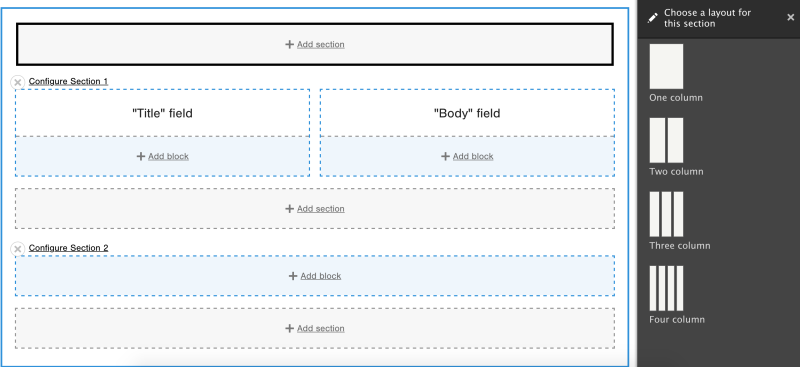 Add section
Configure Section 1
"Title" field
"Body" field
Add block
Add block
Add section
Configure Section 2
Add block
Add section
Choose a layout for
this section
One column
Two column
Three column
Four column